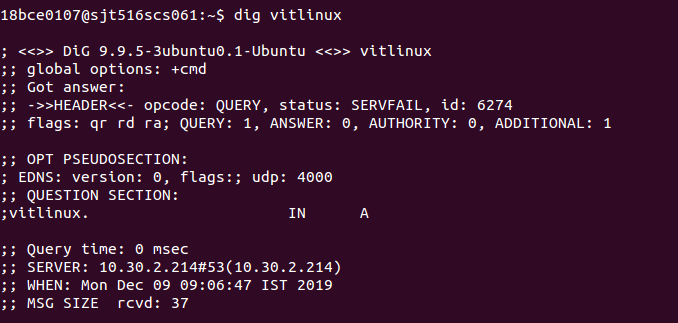 18bce0107@sjt516scs061:~$ dig vitlinux
; <<>> DiG 9.9.5-3ubuntu0.1-Ubuntu <<>> vitlinux
;; global options: +cmd
;; Got answer:
;; ->>HEADER<<- opcode: QUERY, status: SERVFAIL, id: 6274
;; flags: qr rd ra; QUERY: 1, ANSWER: 0, AUTHORITY: 0, ADDITIONAL: 1
;; OPT PSEUDOSECTION:
; EDNS: version: 0, flags:; udp: 4000
;; QUESTION SECTION:
;vitlinux. IN A
;; Query time: 0 msec
;; SERVER: 10.30.2.214#53(10.30.2.214)
;; WHEN: Mon Dec 09 09:06:47 IST 2019
;; MSG SIZE  rcvd: 37